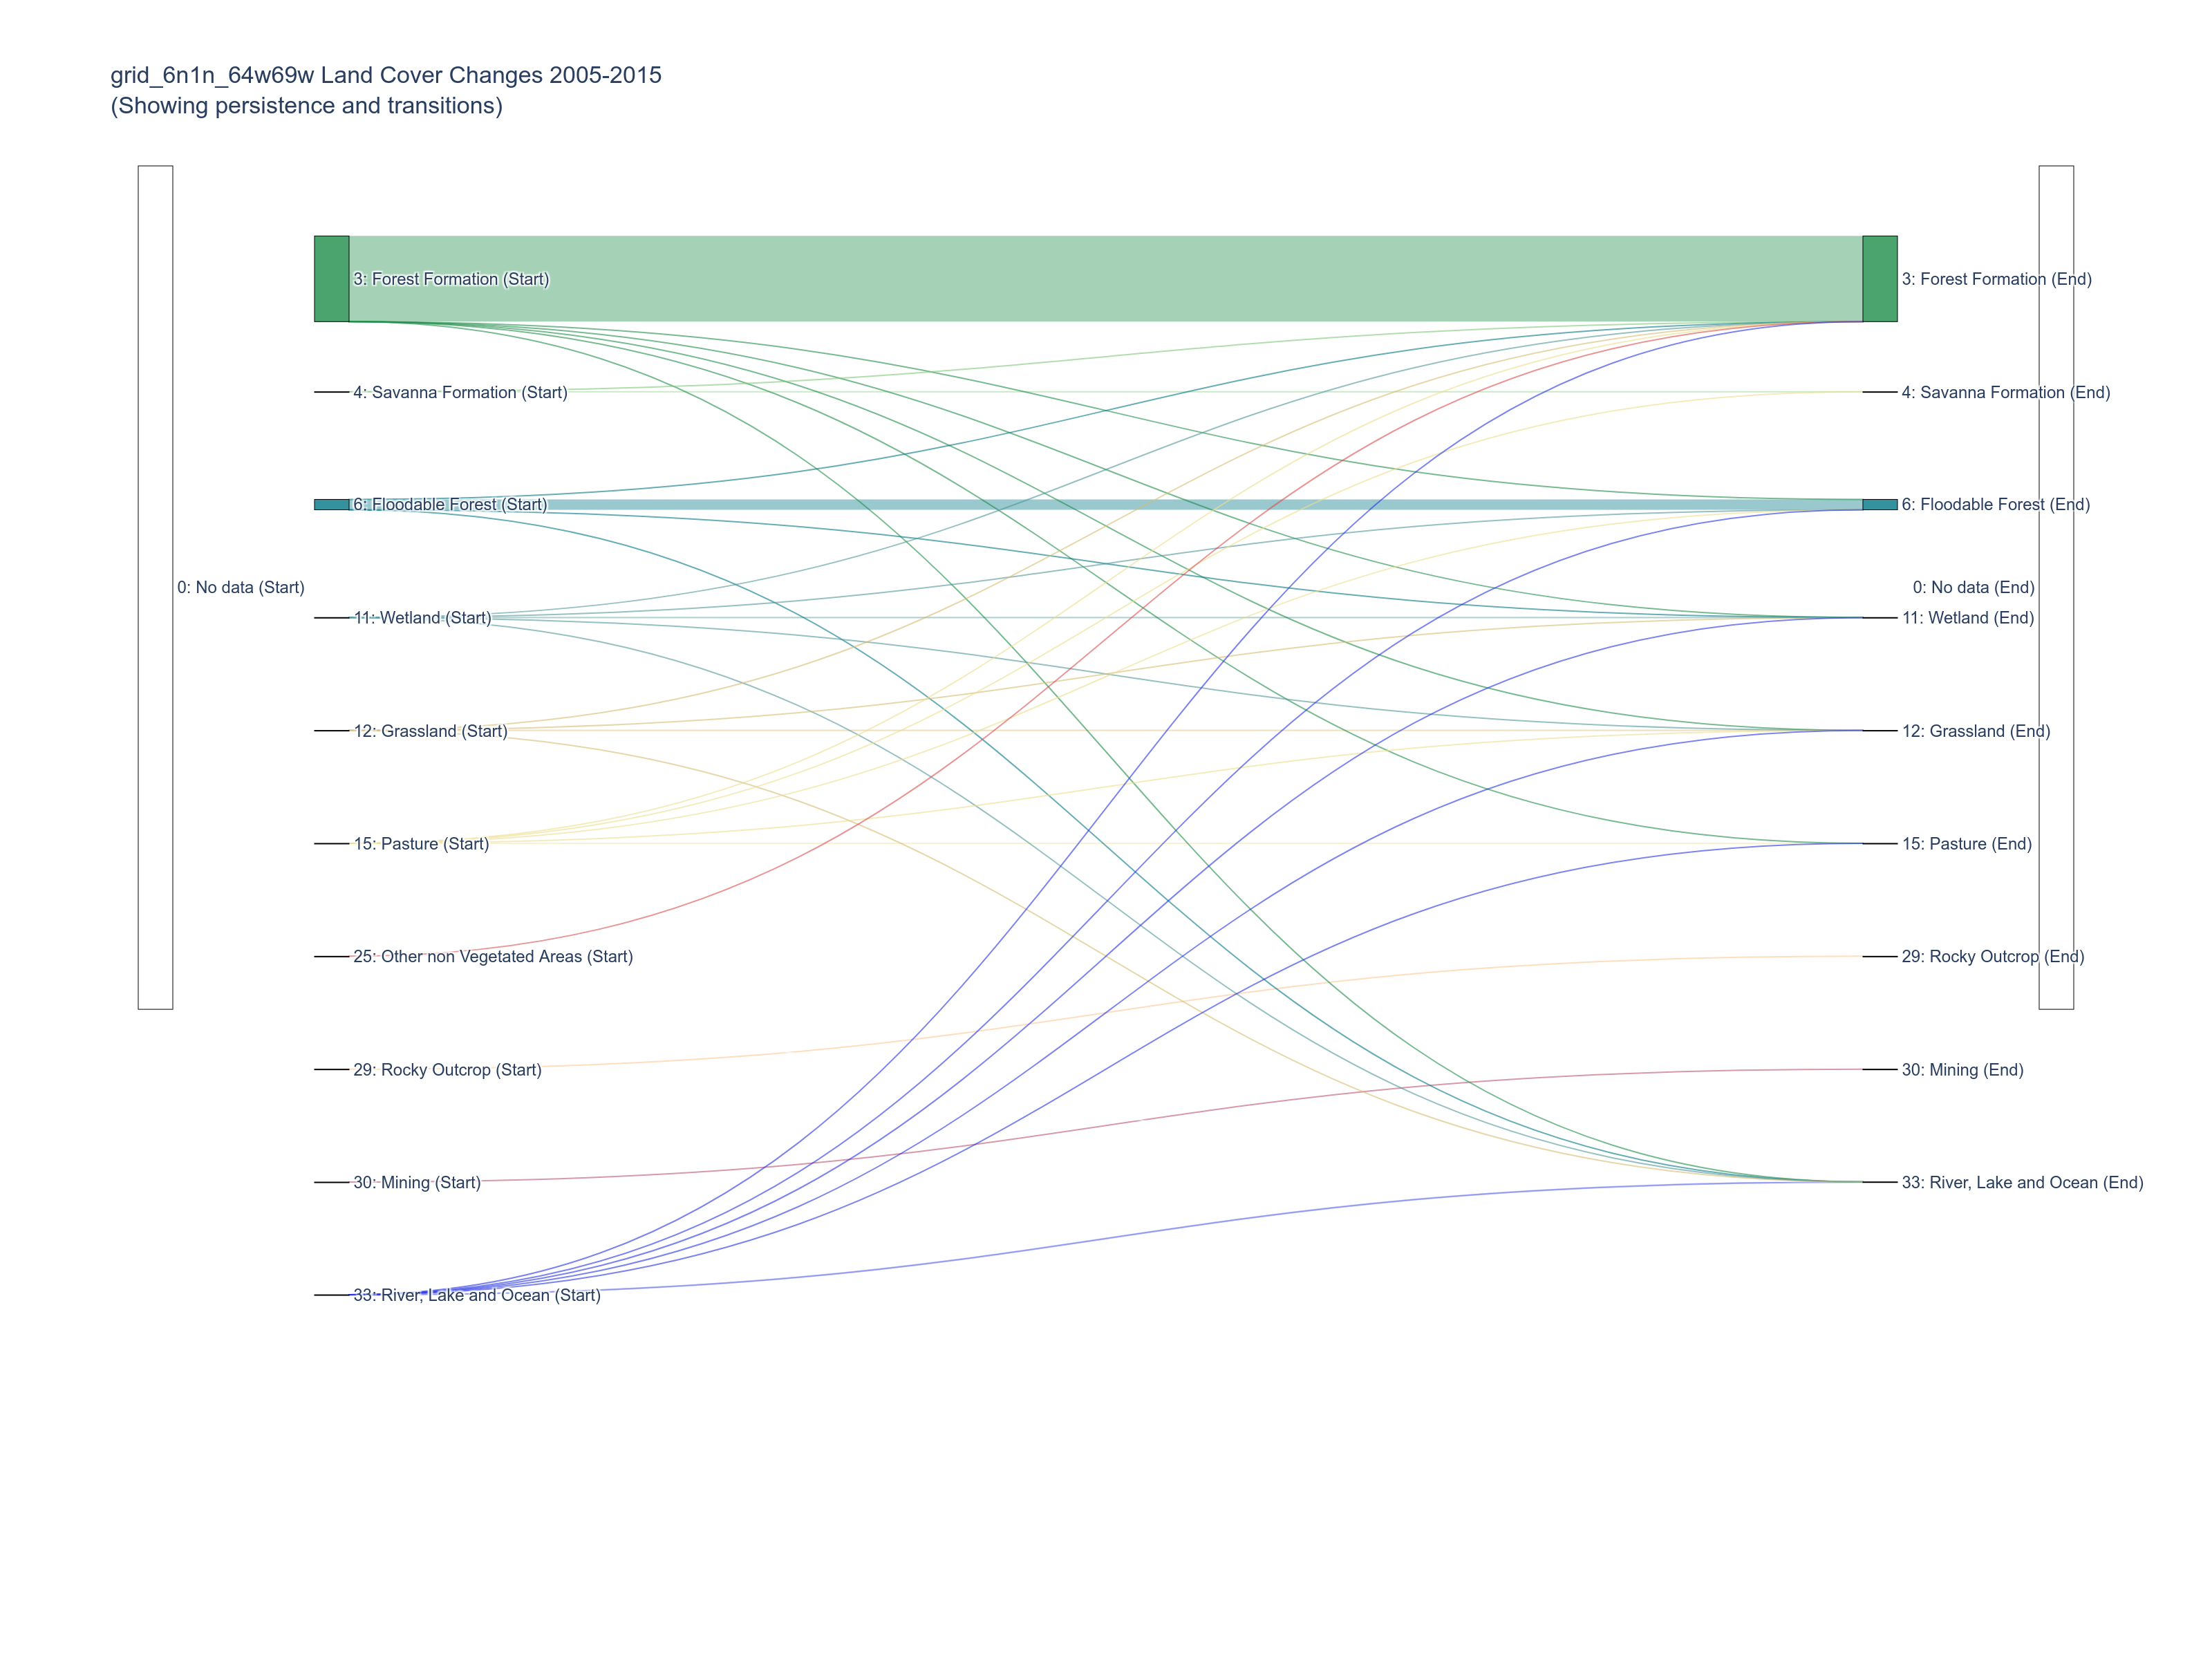 grid_6n1n_64w69w Land Cover Changes 2005-2015
(Showing persistence and transitions)
3: Forest Formation (Start)
3: Forest Formation (End)
4: Savanna Formation (Start)
4: Savanna Formation (End)
6: Floodable Forest (Start)
6: Floodable Forest (End)
0: No data (Start)
0: No data (End)
11: Wetland (Start)
11: Wetland (End)
12: Grassland (Start)
12: Grassland (End)
15: Pasture (Start)
15: Pasture (End)
25: Other non Vegetated Areas (Start)
29: Rocky Outcrop (End)
29: Rocky Outcrop (Start)
30: Mining (End)
30: Mining (Start)
33: River, Lake and Ocean (End)
33: River, Lake and Ocean (Start)